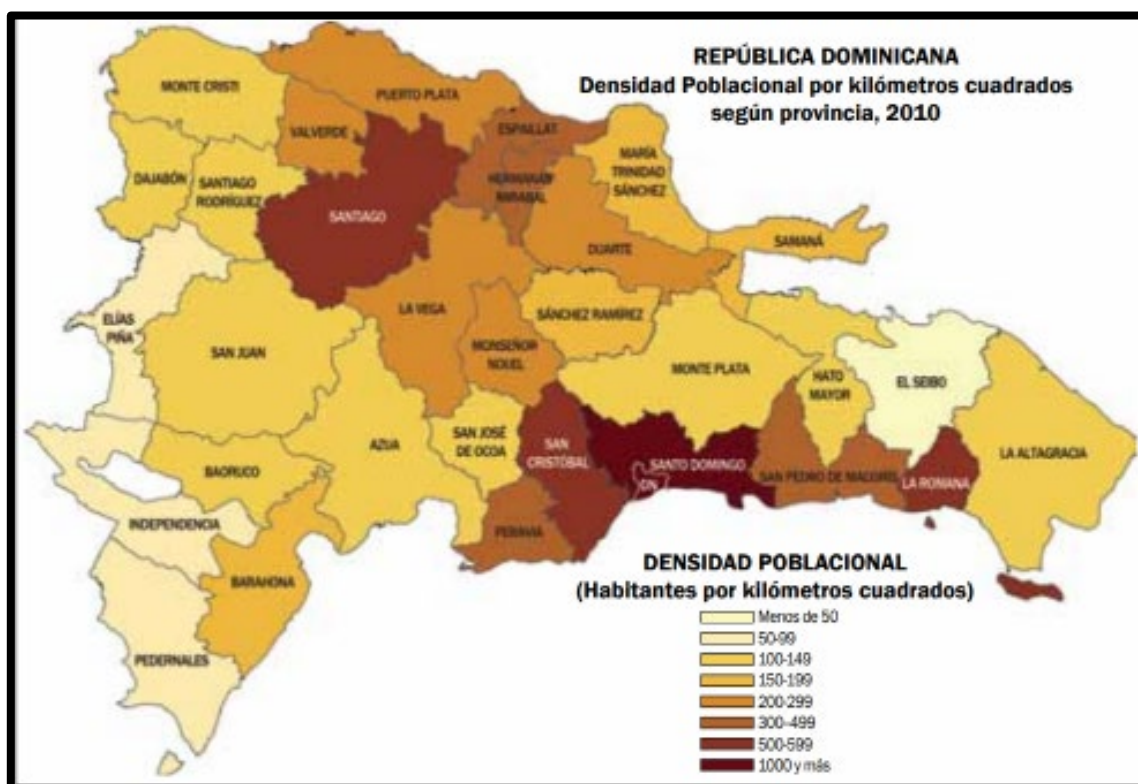 REPÚBLICA DOMINICANA
Densidad Poblacional por kilómetros cuadrados
según provincia, 2010
MONTE CRISTI
PUERTO PLATA
ESPAILLAT
VALVERDE
MARÍA
TRINIDAD
SÁNCHEZ
DAJABÓN
SANTIAGO
RODRÍGUEZ
HERMANAS
MIRABAL
SANTIAGO
DUARTE
SAMANÁ
ELÍAS
PIÑA
LA VEGA
SÁNCHEZ RAMÍREZ
SAN JUAN
MONSEÑOR
NOUEL
MONTE PLATA
HATO
MAYOR
EL SEIBO
AZUA
SAN JOSÉ
DE OCOA
SAN
CRISTÓBAL
SANTO DOMINGO
DN
SAN PEDRO DE MACORIS
LA ROMANA
LA ALTAGRACIA
BAORUCO
INDEPENDENCIA
PERAVIA
BARAHONA
PEDERNALES
DENSIDAD POBLACIONAL
(Habitantes por kilómetros cuadrados)
Menos de 50
50-99
100-149
150-199
200-299
300-499
500-599
1000 y más